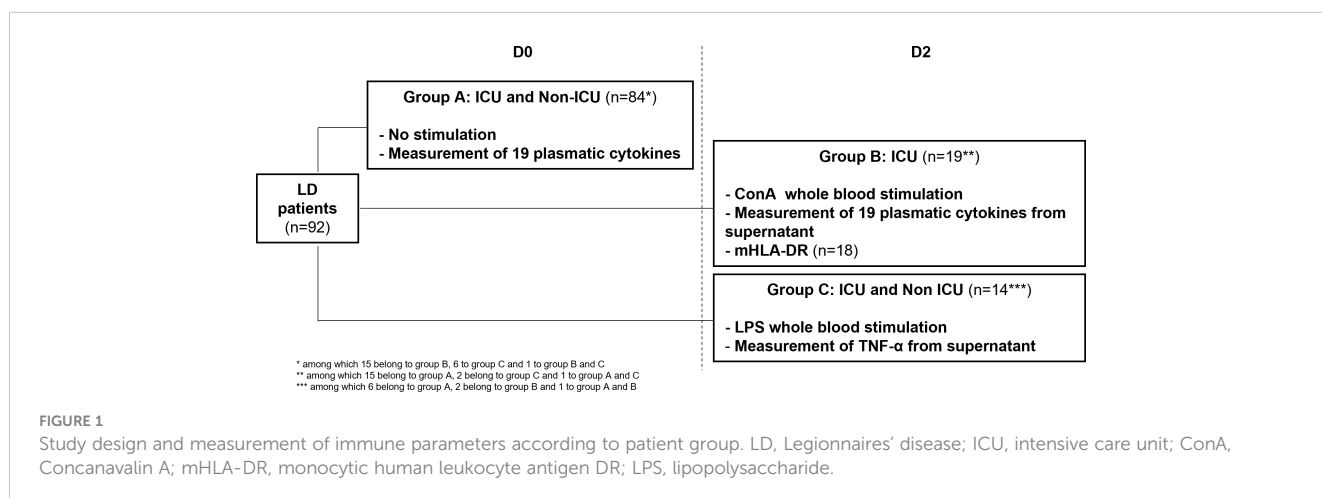 D0
D2
Group A: ICU and Non-ICU (n=84*)
- No stimulation
- Measurement of 19 plasmatic cytokines
LD
patients
(n=92)
Group B: ICU (n=19**)
- ConA whole blood stimulation
- Measurement of 19 plasmatic cytokines from
supernatant
- mHLA-DR (n=18)
Group C: ICU and Non ICU (n=14***)
- LPS whole blood stimulation
- Measurement of TNF-α from supernatant
* among which 15 belong to group B, 6 to group C and 1 to group B and C
** among which 15 belong to group A, 2 belong to group C and 1 to group A and C
*** among which 6 belong to group A, 2 belong to group B and 1 to group A and B
FIGURE 1
Study design and measurement of immune parameters according to patient group. LD, Legionnaires' disease; ICU, intensive care unit; ConA,
Concanavalin A; mHLA-DR, monocytic human leukocyte antigen DR; LPS, lipopolysaccharide.